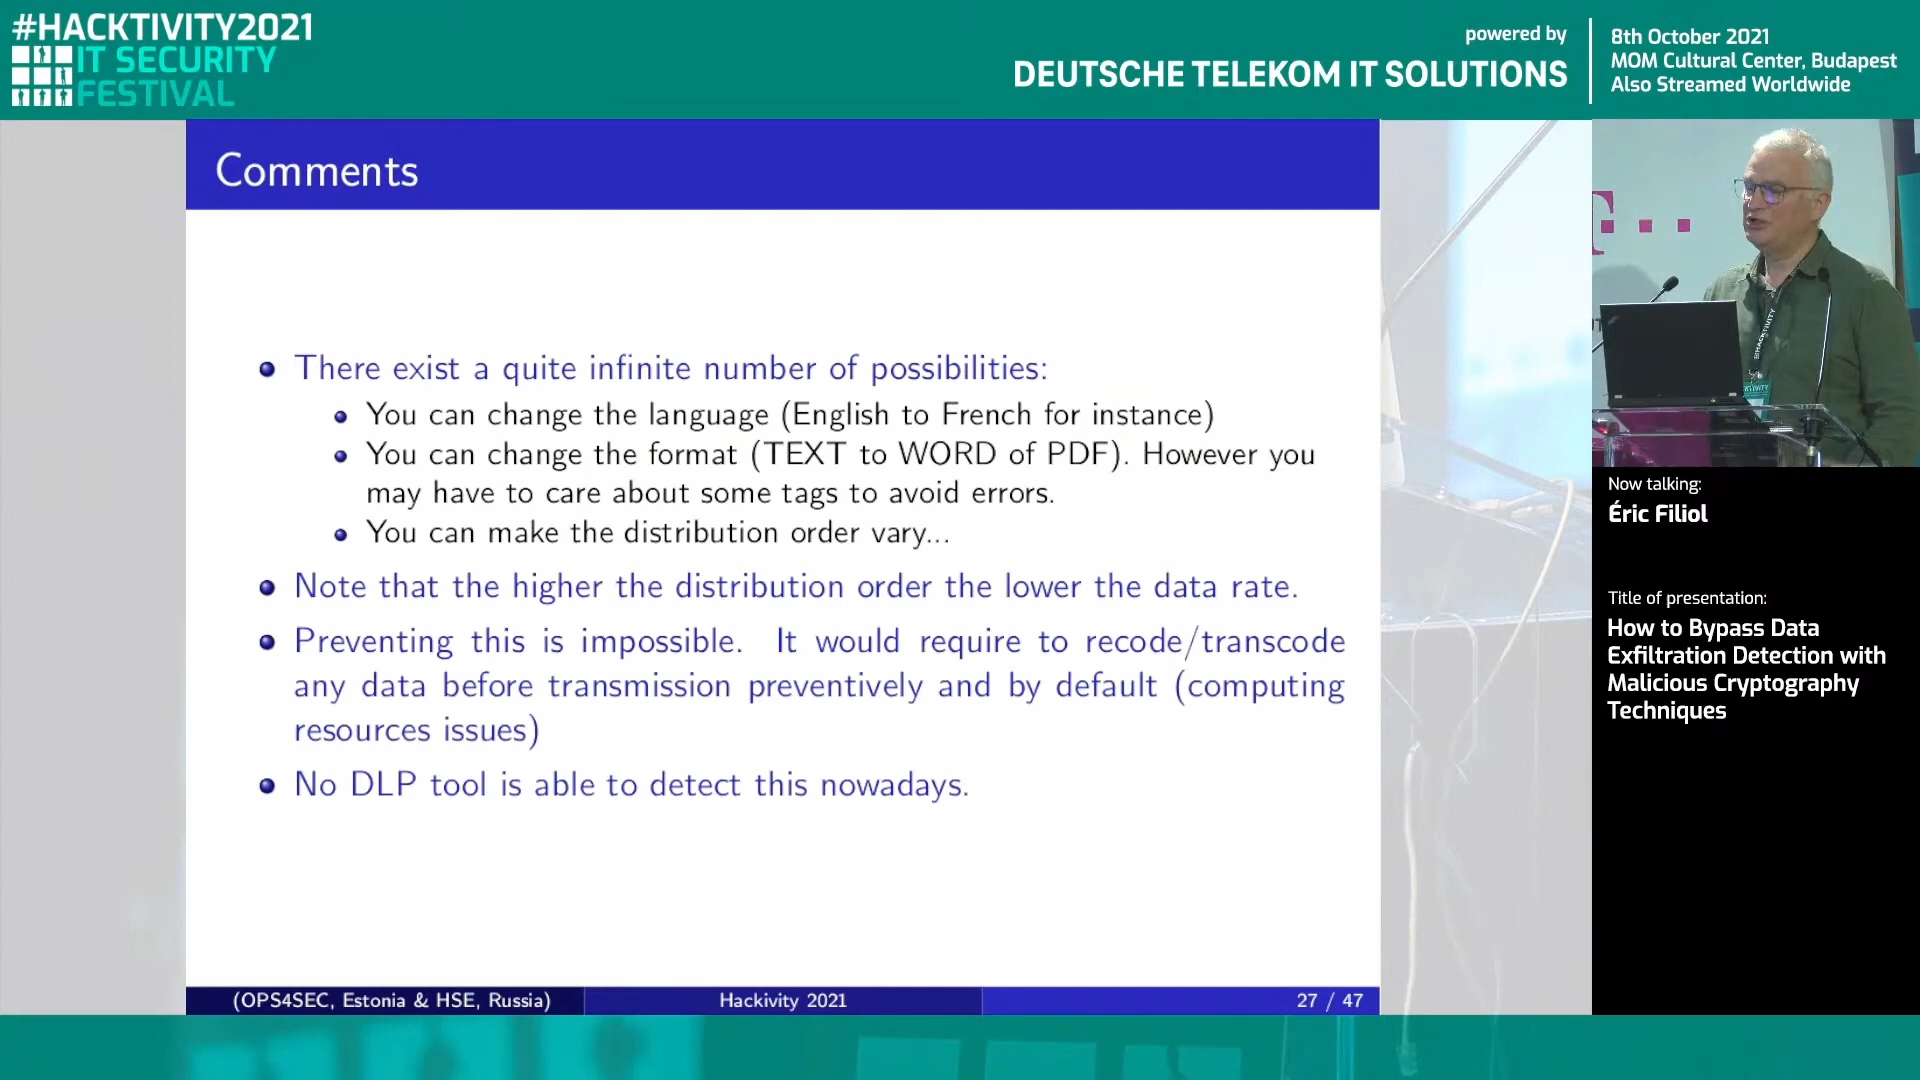 #HACKTIVITY2021
IT SECURITY
FESTIVAL
powered by
DEUTSCHE TELEKOM IT SOLUTIONS
8th October 2021
MOM Cultural Center, Budapest
Also Streamed Worldwide
Comments
There exist a quite infinite number of possibilities:
You can change the language (English to French for instance)
You can change the format (TEXT to WORD of PDF). However you
may have to care about some tags to avoid errors.
You can make the distribution order vary...
Note that the higher the distribution order the lower the data rate.
Preventing this is impossible. It would require to recode/transcode
any data before transmission preventively and by default (computing
resources issues)
No DLP tool is able to detect this nowadays.
(OPS4SEC, Estonia & HSE, Russia)
Hackivity 2021
27 / 47
T
HACKTIVITY
Now talking:
Éric Filiol
Title of presentation:
How to Bypass Data
Exfiltration Detection with
Malicious Cryptography
Techniques